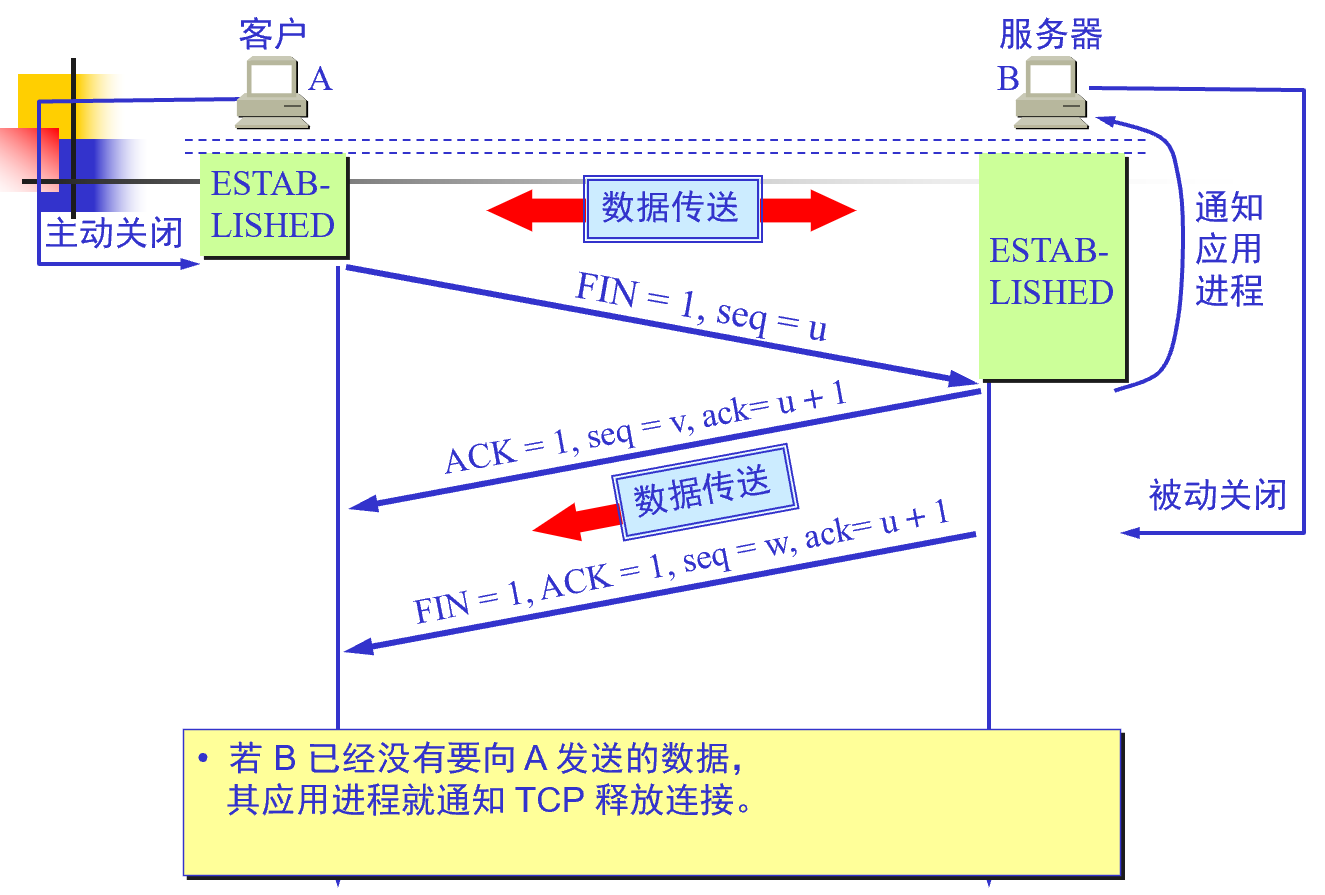 客户
服务器
A
B
ESTAB-
LISHED
数据传送
主动关闭
通知
应用
进程
ESTAB-
LISHED
FIN = 1, seq = u
ACK = 1, seq = v, ack= u + 1
数据传送
被动关闭
FIN = 1, ACK = 1, seq = w, ack= u + 1
• 若 B 已经没有要向 A 发送的数据，
其应用进程就通知 TCP 释放连接。